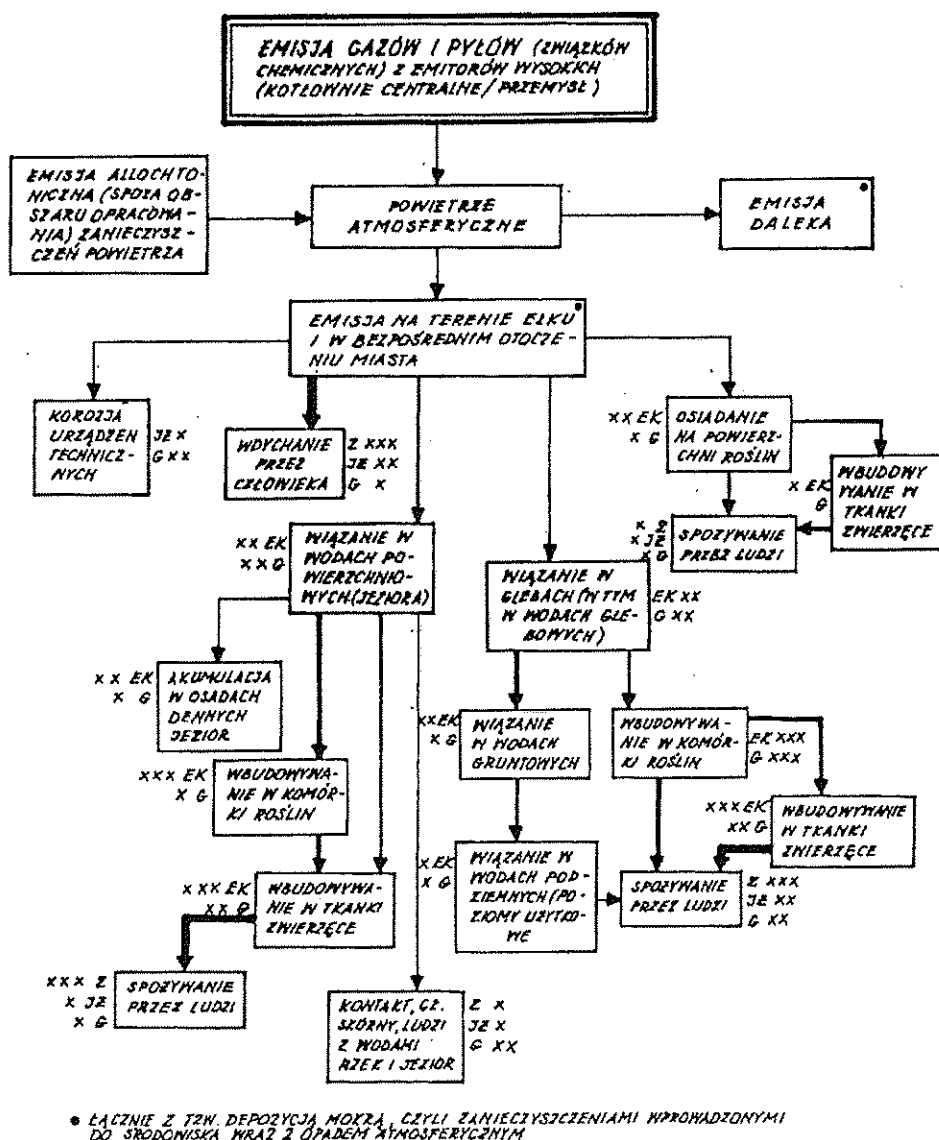 EMISJA GAZÓW I PYŁÓW (ZWIĄZKÓW
CHEMICZNYCH) Z EMITORÓW WYSOKICH
(KOTŁOWNIE CENTRALNE/PRZEMYSŁ)
EMISJA ALLOCHTO-
NICZNA (SPOZA OB-
SZARU OPRACOWA-
NIA) ZANIECZYSZ-
CZEŃ POWIETRZA
POWIETRZE
ATMOSFERYCZNE
EMISJA
DALEKA
EMISJA NA TERENIE EŁKU
I W BEZPOŚREDNIM OTOCZE-
NIU MIASTA
KOROZJA
URZĄDZEŃ
TECHNICZ-
NYCH
JŻ X
G XX
WDYCHANIE
PRZEZ
CZŁOWIEKA
Z XXX
JŻ XX
G X
XX EK
X G
OSIADANIE
NA POWIERZ-
CHNI ROŚLIN
X EK
G
WBUDOWY
WANIE W
TKANKI
ZWIERZĘCE
X Z
X JŻ
X G
SPOŻYWANIE
PRZEZ LUDZI
XX EK
XX G
WIĄZANIE W
WODACH PO-
WIERZCHNIO-
WYCH (JEZIORA)
WIĄZANIE W
GLEBACH (W TYM
W WODACH GLE-
BOWYCH)
EK XX
G XX
XX EK
X G
AKUMULACJA
W OSADACH
DENNYCH
JEZIOR
XX EK
X G
WIĄZANIE
W WODACH
GRUNTOWYCH
WBUDOWYWA-
NIE W KOMÓR-
KI ROŚLIN
EK XXX
G XXX
XXX EK
X G
WBUDOWYWA-
NIE W KOMÓR-
KI ROŚLIN
XXX EK
XX G
WBUDOWYWANIE
W TKANKI
ZWIERZĘCE
X EK
X G
WIĄZANIE W
WODACH POD-
ZIEMNYCH (PO-
ZIOMY UŻYTKO-
WE
SPOŻYWANIE
PRZEZ LUDZI
Z XXX
JŻ XX
G XX
XXX EK
XX G
WBUDOWYWA-
NIE W TKANKI
ZWIERZĘCE
XXX Z
X JŻ
X G
SPOŻYWANIE
PRZEZ LUDZI
KONTAKT, GŁ.
SKÓRNY, LUDZI
Z WODAMI
RZEK I JEZIOR
Z X
JŻ X
G XX
• ŁĄCZNIE Z TZW. DEPOZYCJĄ MOKRĄ, CZYLI ZANIECZYSZCZENIAMI WPROWADZONYMI
DO ŚRODOWISKA WRAZ Z OPADEM ATMOSFERYCZNYM